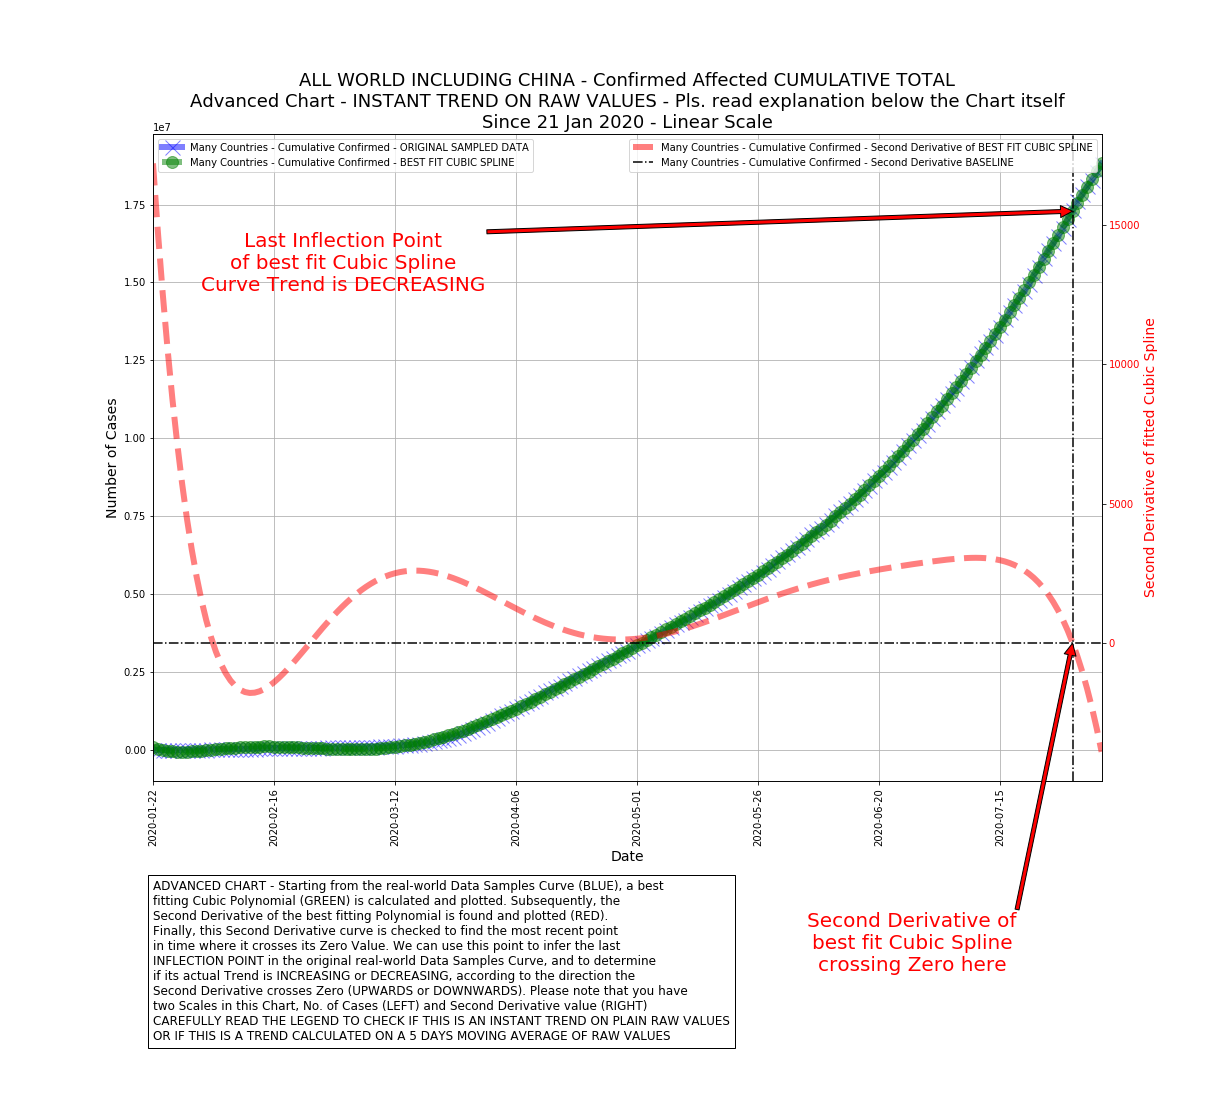 ALL WORLD INCLUDING CHINA - Confirmed Affected CUMULATIVE TOTAL
Advanced Chart - INSTANT TREND ON RAW VALUES - Pls. read explanation below the Chart itself
Since 21 Jan 2020 - Linear Scale
1e7
Many Countries - Cumulative Confirmed - ORIGINAL SAMPLED DATA
Many Countries - Cumulative Confirmed - BEST FIT CUBIC SPLINE
Many Countries - Cumulative Confirmed - Second Derivative of BEST FIT CUBIC SPLINE
Many Countries - Cumulative Confirmed - Second Derivative BASELINE
Last Inflection Point
of best fit Cubic Spline
Curve Trend is DECREASING
Number of Cases
1.75
1.50
1.25
1.00
0.75
0.50
0.25
0.00
15000
10000
5000
0
Second Derivative of fitted Cubic Spline
2020-01-22
2020-02-16
2020-03-12
2020-04-06
2020-05-01
2020-05-26
2020-06-20
2020-07-15
Date
ADVANCED CHART - Starting from the real-world Data Samples Curve (BLUE), a best
fitting Cubic Polynomial (GREEN) is calculated and plotted. Subsequently, the
Second Derivative of the best fitting Polynomial is found and plotted (RED).
Finally, this Second Derivative curve is checked to find the most recent point
in time where it crosses its Zero Value. We can use this point to infer the last
INFLECTION POINT in the original real-world Data Samples Curve, and to determine
if its actual Trend is INCREASING or DECREASING, according to the direction the
Second Derivative crosses Zero (UPWARDS or DOWNWARDS). Please note that you have
two Scales in this Chart, No. of Cases (LEFT) and Second Derivative value (RIGHT)
CAREFULLY READ THE LEGEND TO CHECK IF THIS IS AN INSTANT TREND ON PLAIN RAW VALUES
OR IF THIS IS A TREND CALCULATED ON A 5 DAYS MOVING AVERAGE OF RAW VALUES
Second Derivative of
best fit Cubic Spline
crossing Zero here